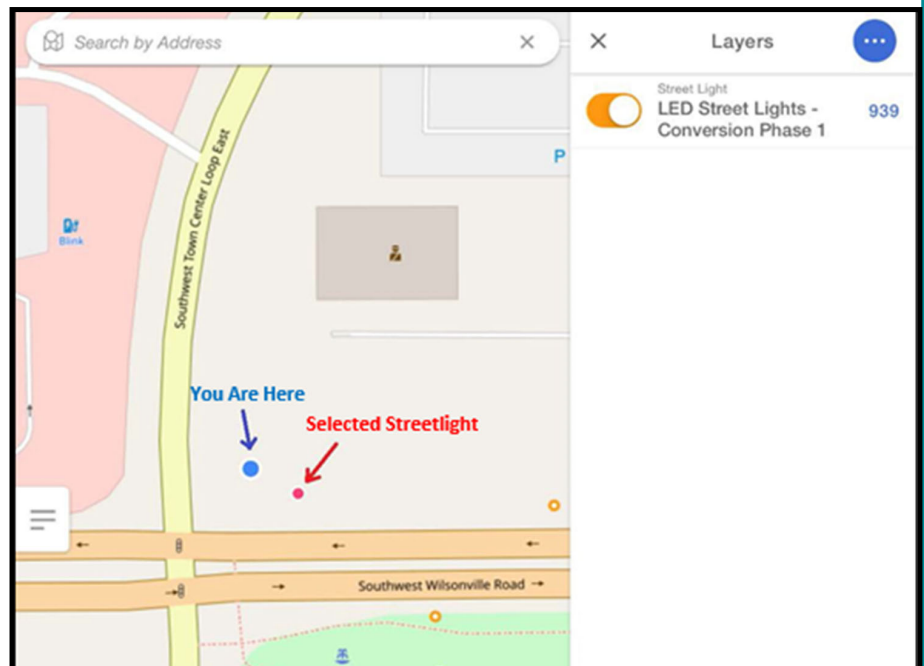 Search by Address
Layers
Street Light
LED Street Lights -
Conversion Phase 1
939
Southwest Town Center Loop East
P
Blink
You Are Here
Selected Streetlight
Southwest Wilsonville Road